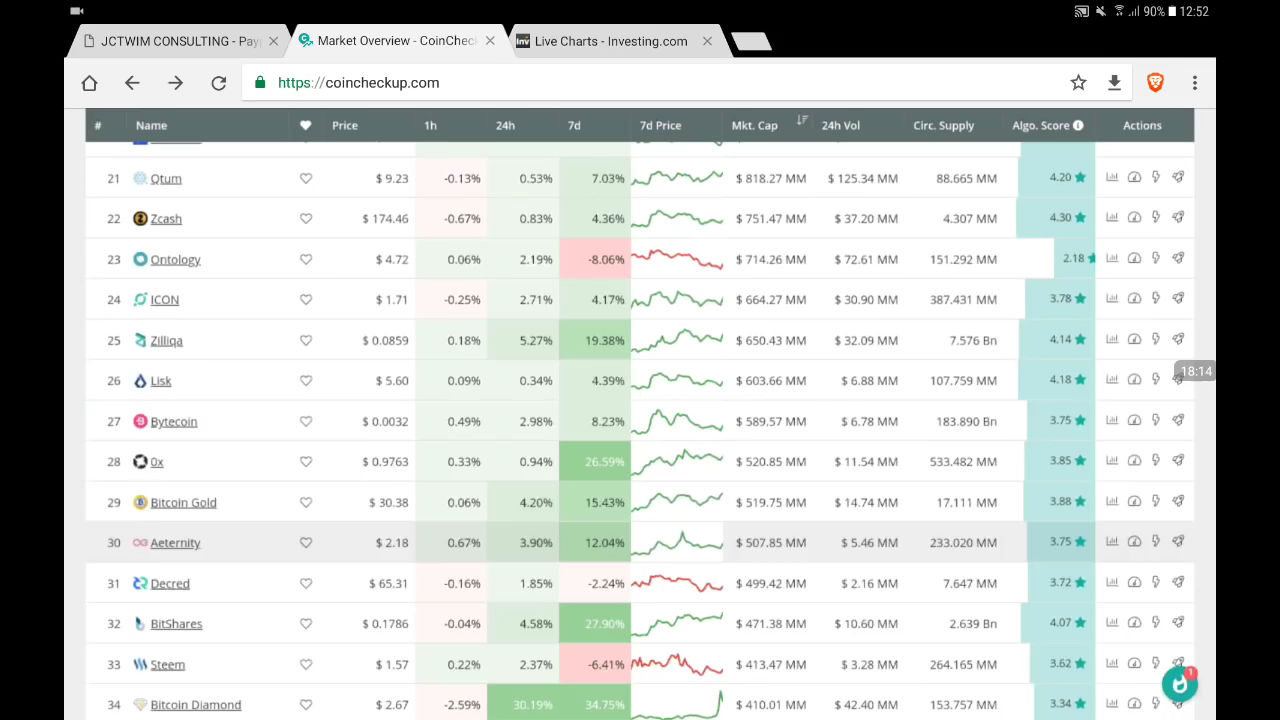 90% 12:52
JCTWIM CONSULTING - Pay Market Overview - CoinChec Live Charts - Investing.com
https://coincheckup.com
# Name Price 1h 24h 7d 7d Price Mkt. Cap 24h Vol Circ. Supply Algo. Score Actions
21 Qtum $ 9.23 -0.13% 0.53% 7.03% $ 818.27 MM $ 125.34 MM 88.665 MM 4.20
22 Zcash $ 174.46 -0.67% 0.83% 4.36% $ 751.47 MM $ 37.20 MM 4.307 MM 4.30
23 Ontology $ 4.72 0.06% 2.19% -8.06% $ 714.26 MM $ 72.61 MM 151.292 MM 2.18
24 ICON $ 1.71 -0.25% 2.71% 4.17% $ 664.27 MM $ 30.90 MM 387.431 MM 3.78
25 Zilliqa $ 0.0859 0.18% 5.27% 19.38% $ 650.43 MM $ 32.09 MM 7.576 Bn 4.14
18:14
26 Lisk $ 5.60 0.09% 0.34% 4.39% $ 603.66 MM $ 6.88 MM 107.759 MM 4.18
27 Bytecoin $ 0.0032 0.49% 2.98% 8.23% $ 589.57 MM $ 6.78 MM 183.890 Bn 3.75
28 0x $ 0.9763 0.33% 0.94% 26.59% $ 520.85 MM $ 11.54 MM 533.482 MM 3.85
29 Bitcoin Gold $ 30.38 0.06% 4.20% 15.43% $ 519.75 MM $ 14.74 MM 17.111 MM 3.88
30 Aeternity $ 2.18 0.67% 3.90% 12.04% $ 507.85 MM $ 5.46 MM 233.020 MM 3.75
31 Decred $ 65.31 -0.16% 1.85% -2.24% $ 499.42 MM $ 2.16 MM 7.647 MM 3.72
32 BitShares $ 0.1786 -0.04% 4.58% 27.90% $ 471.38 MM $ 10.60 MM 2.639 Bn 4.07
33 Steem $ 1.57 0.22% 2.37% -6.41% $ 413.47 MM $ 3.28 MM 264.165 MM 3.62
1
34 Bitcoin Diamond $ 2.67 -2.59% 30.19% 34.75% $ 410.01 MM $ 42.40 MM 153.757 MM 3.34